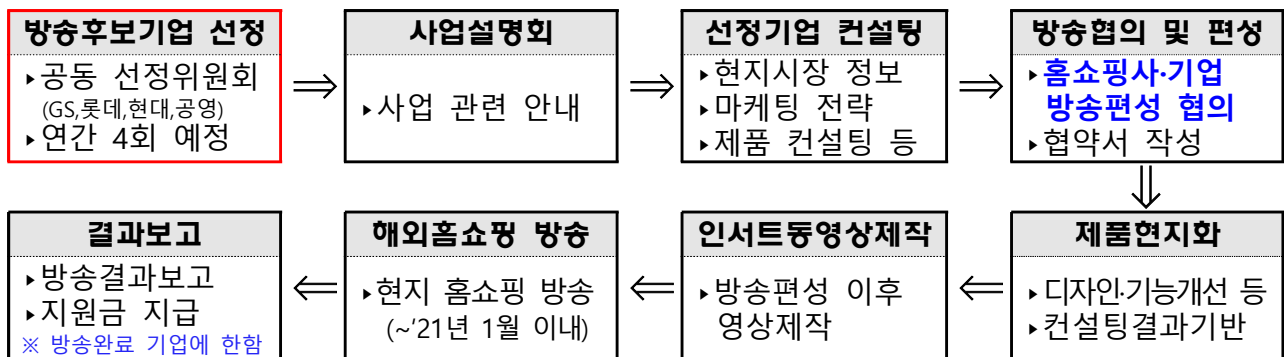 방송후보기업 선정
▸공동 선정위원회
(GS,롯데,현대,공영)
▸연간 4회 예정
⇒
사업설명회
▸사업 관련 안내
⇒
선정기업 컨설팅
▸현지시장 정보
▸마케팅 전략
▸제품 컨설팅 등
⇒
방송협의 및 편성
▸홈쇼핑사·기업
방송편성 협의
▸협약서 작성
⇓
제품현지화
▸디자인·기능개선 등
▸컨설팅결과기반
⇐
인서트동영상제작
▸방송편성 이후
영상제작
⇐
해외홈쇼핑 방송
▸현지 홈쇼핑 방송
(~'21년 1월 이내)
⇐
결과보고
▸방송결과보고
▸지원금 지급
※ 방송완료 기업에 한함